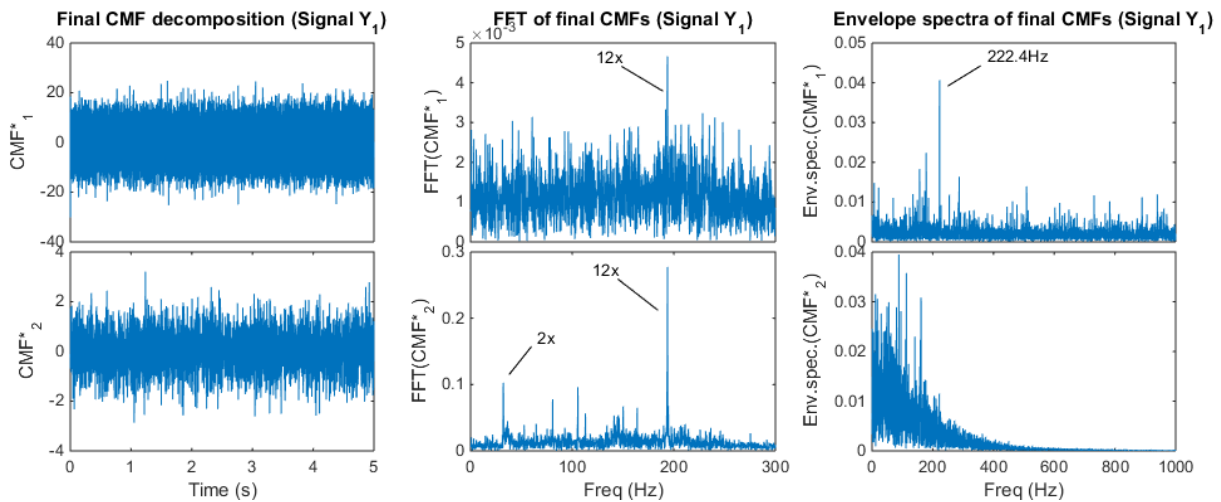 Final CMF decomposition (Signal Y1)
CMF*1
40
20
0
-20
-40
FFT of final CMFs (Signal Y1)
× 10-3
FFT(CMF*1)
5
4
3
2
1
0
12x
Envelope spectra of final CMFs (Signal Y1)
Env.spec.(CMF*1)
0.05
0.04
0.03
0.02
0.01
0
222.4Hz
CMF*2
4
2
0
-2
-4
0 1 2 3 4 5
Time (s)
FFT(CMF*2)
0.3
0.2
0.1
0
12x
2x
0 100 200 300
Freq (Hz)
Env.spec.(CMF*2)
0.04
0.03
0.02
0.01
0
0 200 400 600 800 1000
Freq (Hz)